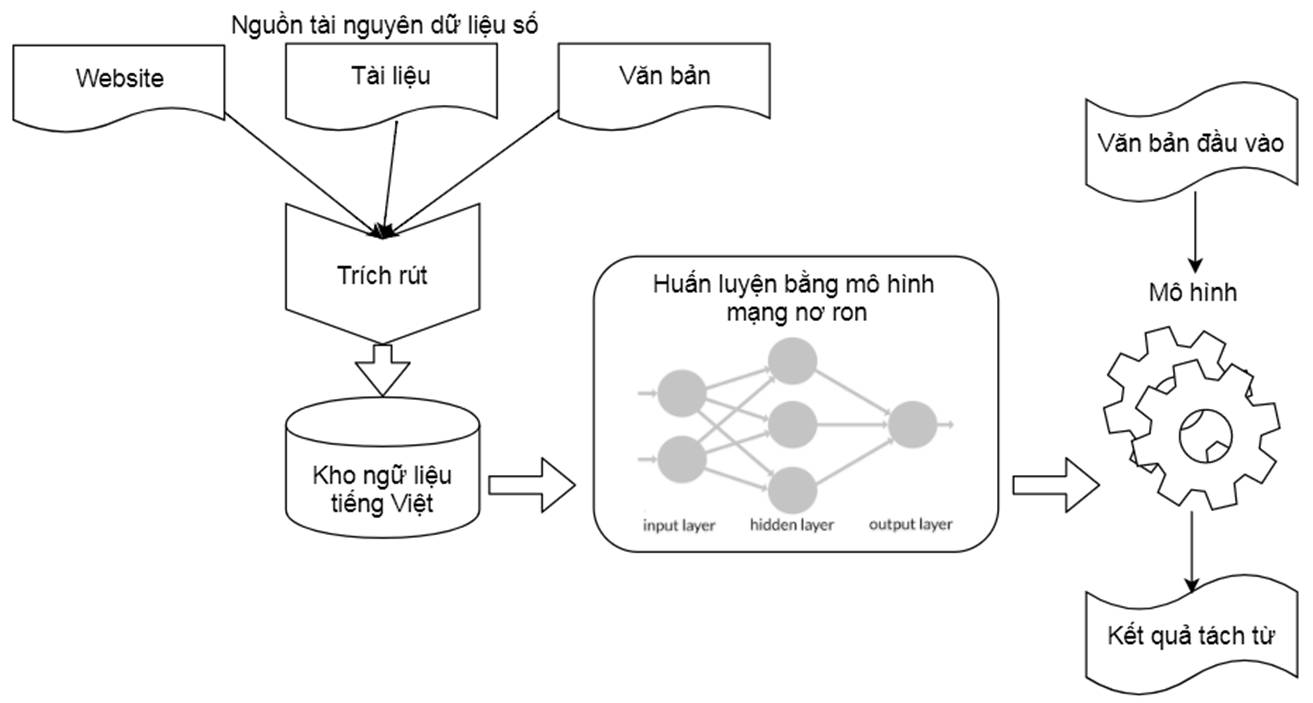 Nguồn tài nguyên dữ liệu số
Website
Tài liệu
Văn bản
Trích rút
Kho ngữ liệu
tiếng Việt
Huấn luyện bằng mô hình
mạng nơ ron
input layer
hidden layer
output layer
Văn bản đầu vào
Mô hình
Kết quả tách từ